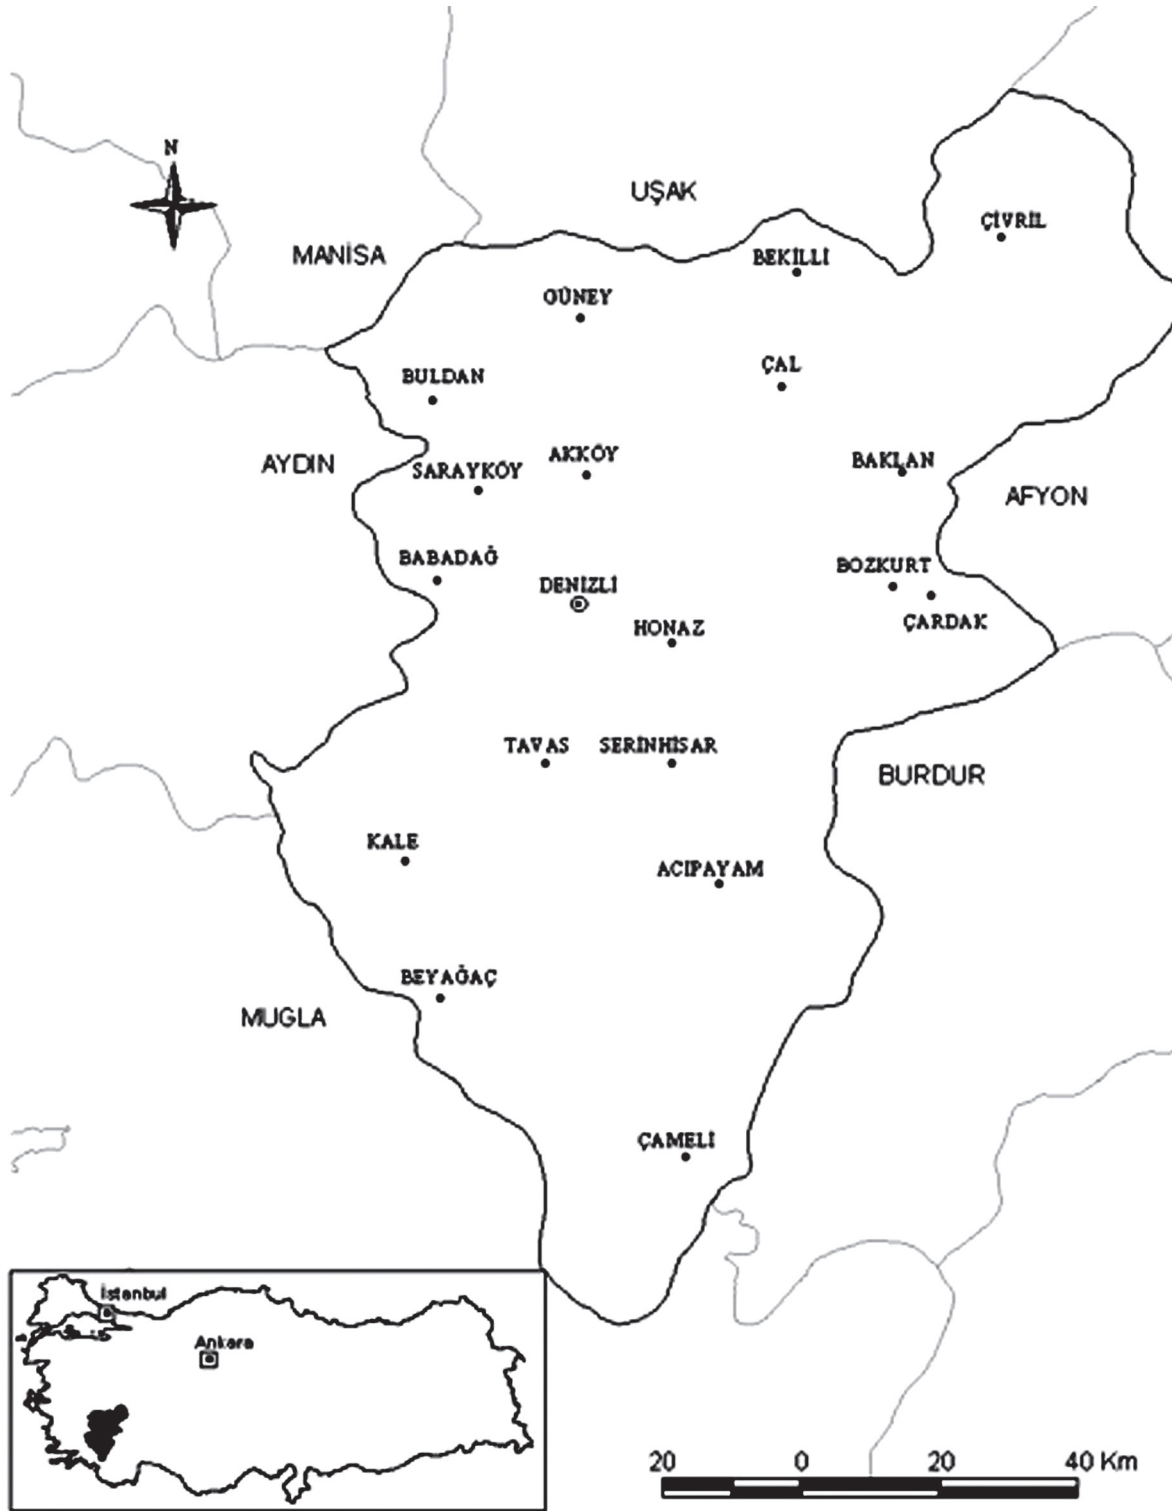 N
UŞAK
ÇİVRİL
MANİSA
BEKİLLİ
GÜNEY
ÇAL
BULDAN
AKKÖY
BAKLAN
AYDIN
SARAYKÖY
AFYON
BABADAĞ
BOZKURT
DENİZLİ
ÇARDAK
HONAZ
TAVAS
SERİNHİSAR
BURDUR
KALE
ACIPAYAM
BEYAĞAÇ
MUGLA
ÇAMELİ
İstanbul
Ankara
20 0 20 40 Km